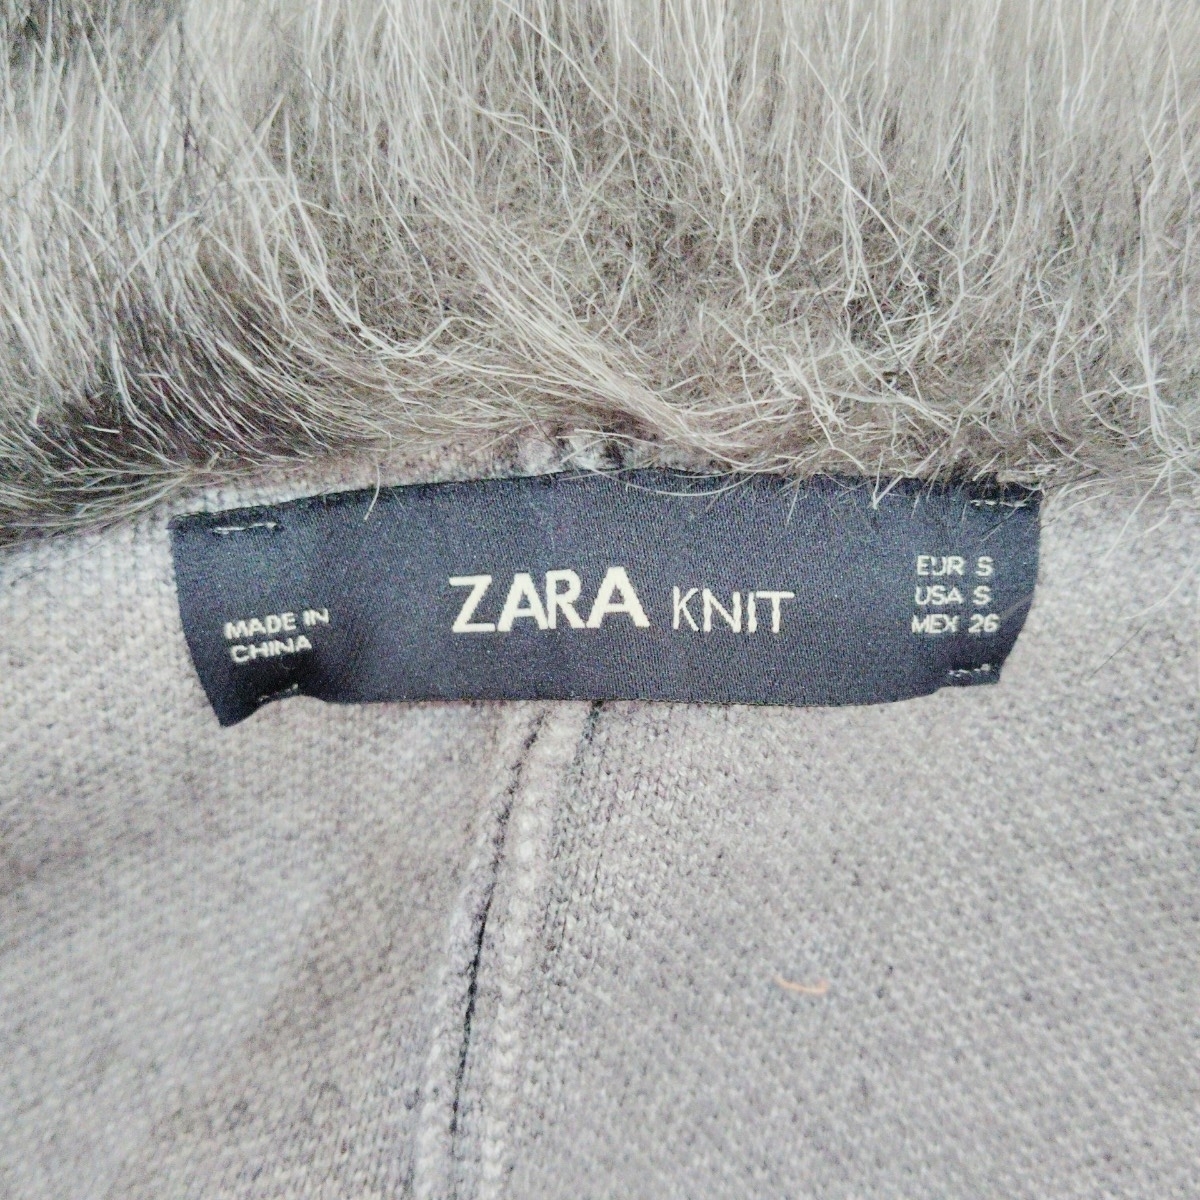 MADE IN
CHINA
ZARA KNIT
EUR S
USA S
MEX 26